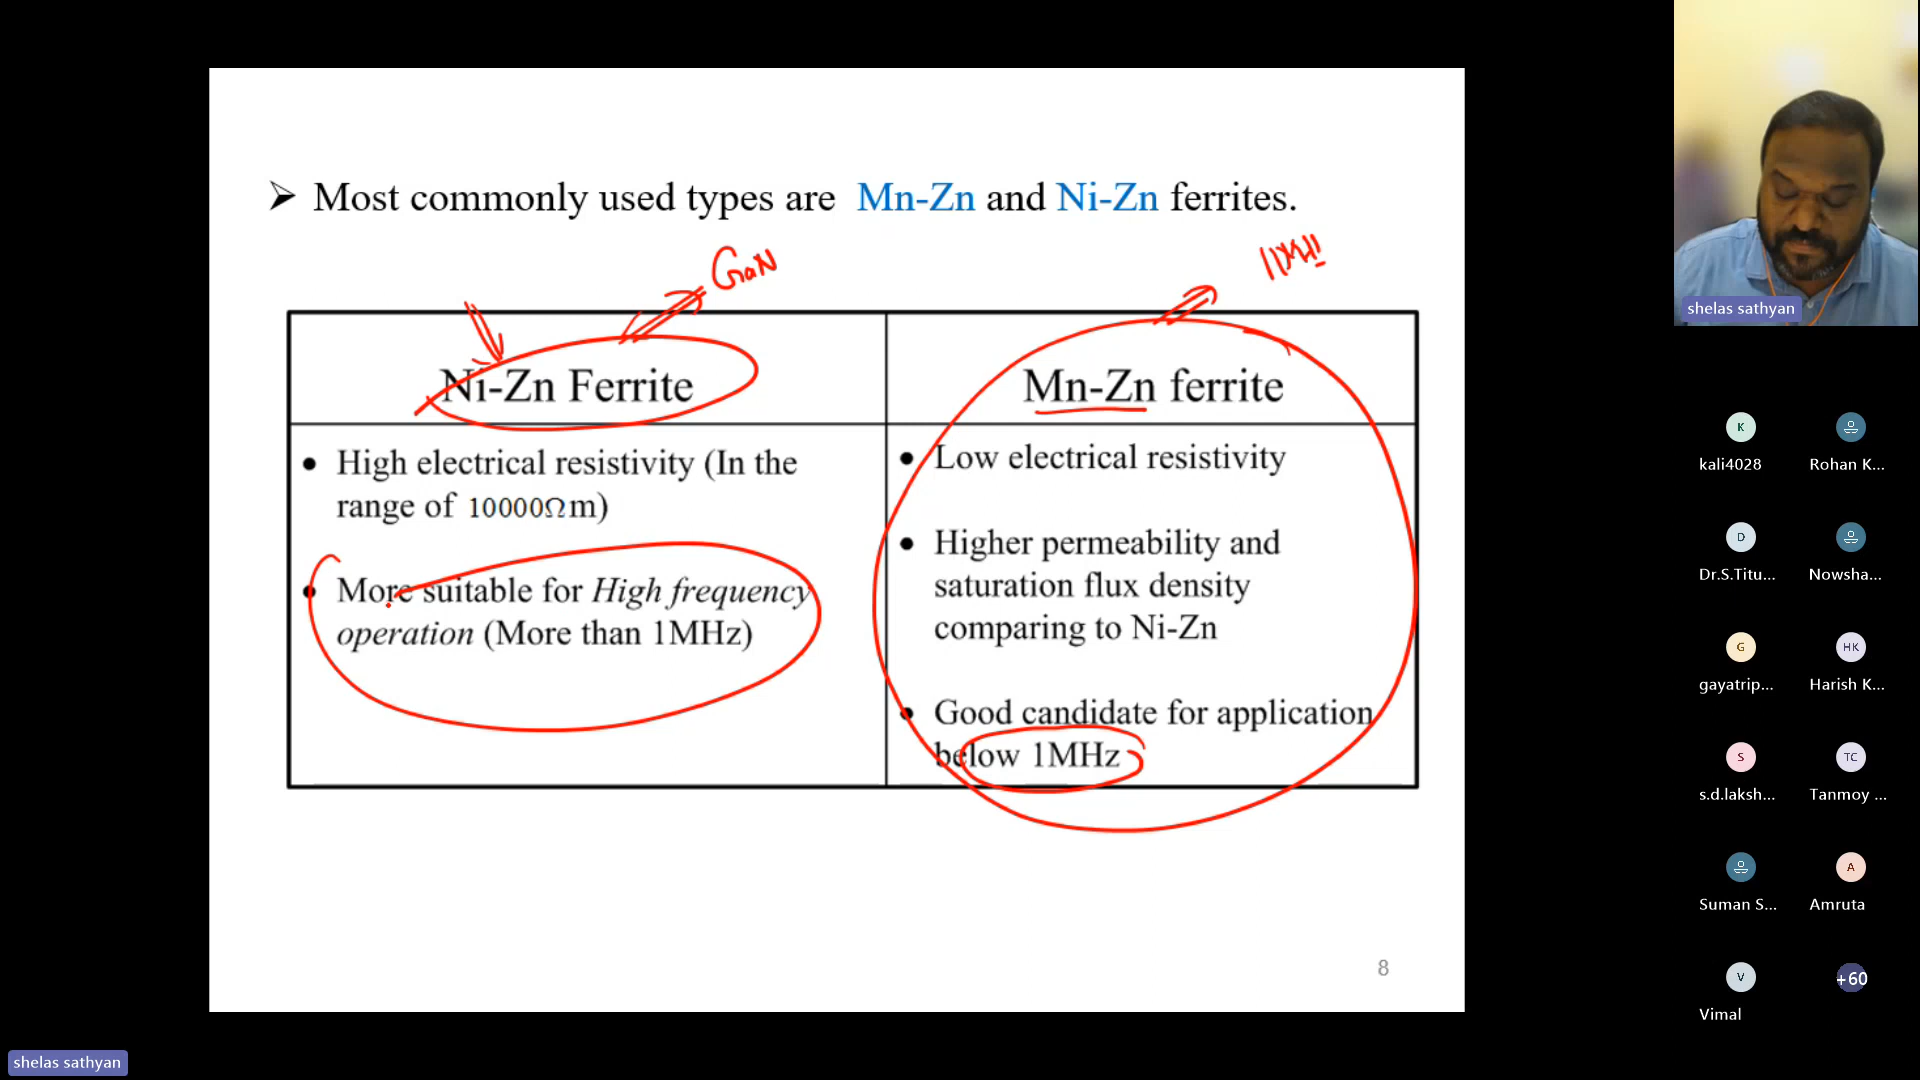 ➢ Most commonly used types are Mn-Zn and Ni-Zn ferrites.
GaN
Ni-Zn Ferrite
Mn-Zn ferrite
• High electrical resistivity (In the
range of 10000Ωm)
• More suitable for High frequency
operation (More than 1MHz)
• Low electrical resistivity
• Higher permeability and
saturation flux density
comparing to Ni-Zn
• Good candidate for application
below 1MHz
8
shelas sathyan
kali4028
Rohan K...
Dr.S.Titu...
Nowsha...
gayatrip...
Harish K...
s.d.laksh...
Tanmoy ...
Suman S...
Amruta
Vimal
+60
K
D
G
HK
S
TC
A
V
shelas sathyan